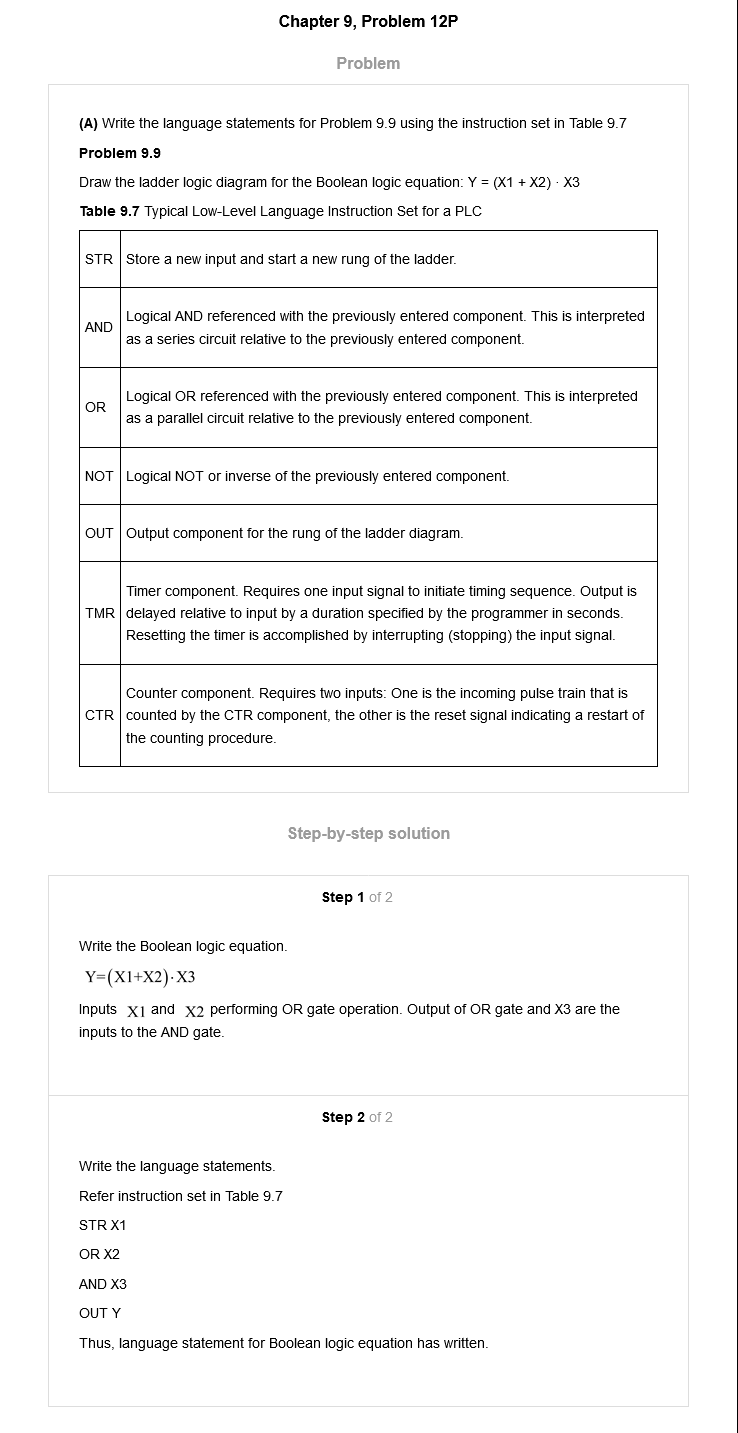 Chapter 9, Problem 12P
Problem
(A) Write the language statements for Problem 9.9 using the instruction set in Table 9.7
Problem 9.9
Draw the ladder logic diagram for the Boolean logic equation: Y = (X1 + X2) · X3
Table 9.7 Typical Low-Level Language Instruction Set for a PLC
STR Store a new input and start a new rung of the ladder.
AND Logical AND referenced with the previously entered component. This is interpreted
as a series circuit relative to the previously entered component.
OR Logical OR referenced with the previously entered component. This is interpreted
as a parallel circuit relative to the previously entered component.
NOT Logical NOT or inverse of the previously entered component.
OUT Output component for the rung of the ladder diagram.
TMR Timer component. Requires one input signal to initiate timing sequence. Output is
delayed relative to input by a duration specified by the programmer in seconds.
Resetting the timer is accomplished by interrupting (stopping) the input signal.
CTR Counter component. Requires two inputs: One is the incoming pulse train that is
counted by the CTR component, the other is the reset signal indicating a restart of
the counting procedure.
Step-by-step solution
Step 1 of 2
Write the Boolean logic equation.
Y=(X1+X2)·X3
Inputs X1 and X2 performing OR gate operation. Output of OR gate and X3 are the
inputs to the AND gate.
Step 2 of 2
Write the language statements.
Refer instruction set in Table 9.7
STR X1
OR X2
AND X3
OUT Y
Thus, language statement for Boolean logic equation has written.